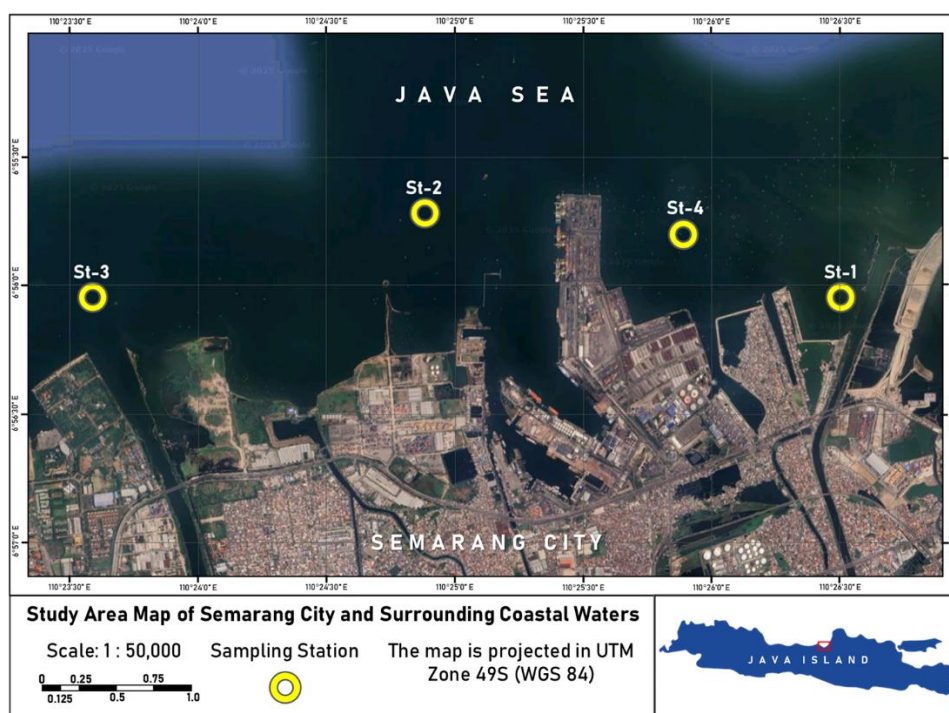 110°23'30" E 110°24'0" E 110°24'30" E 110°25'0" E 110°25'30" E 110°26'0" E 110°26'30" E
© 2025 Google
JAVA SEA
6°55'30" E
St-2
St-4
St-3
St-1
6°56'0" E
6°56'30" E
SEMARANG CITY
6°57'0" E
110°23'30" E 110°24'0" E 110°24'30" E 110°25'0" E 110°25'30" E 110°26'0" E 110°26'30" E
Study Area Map of Semarang City and Surrounding Coastal Waters
Scale: 1 : 50,000
0 0.25 0.75
0.125 0.5 1.0
Sampling Station
The map is projected in UTM
Zone 49S (WGS 84)
JAVA ISLAND